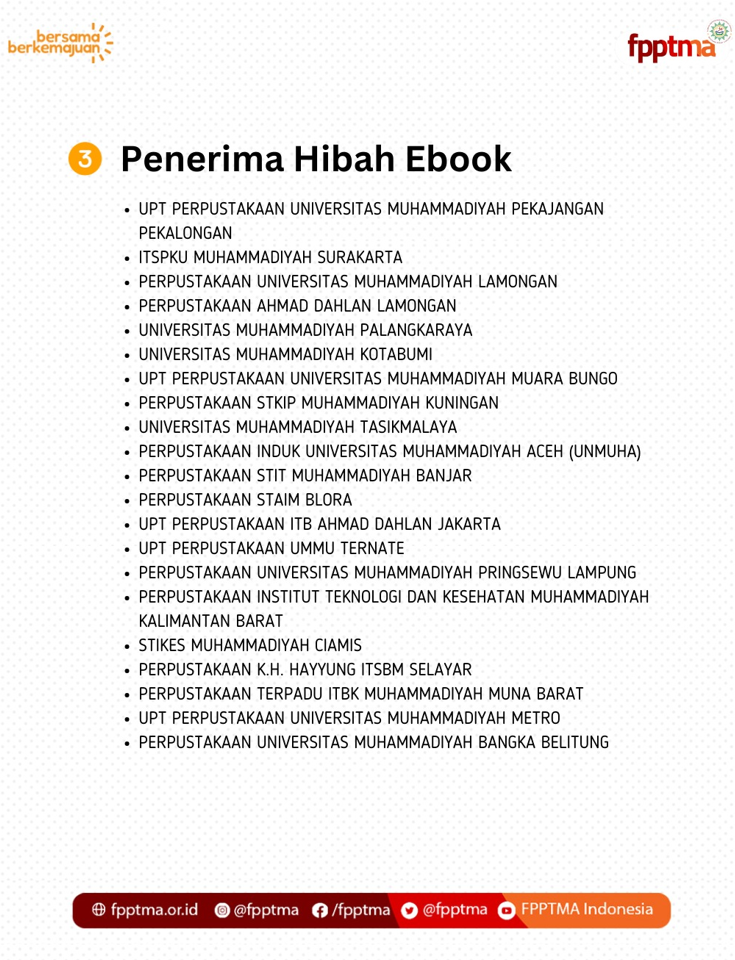 bersama
berkemajuan
fpptma
3 Penerima Hibah Ebook
• UPT PERPUSTAKAAN UNIVERSITAS MUHAMMADIYAH PEKAJANGAN
PEKALONGAN
• ITSPKU MUHAMMADIYAH SURAKARTA
• PERPUSTAKAAN UNIVERSITAS MUHAMMADIYAH LAMONGAN
• PERPUSTAKAAN AHMAD DAHLAN LAMONGAN
• UNIVERSITAS MUHAMMADIYAH PALANGKARAYA
• UNIVERSITAS MUHAMMADIYAH KOTABUMI
• UPT PERPUSTAKAAN UNIVERSITAS MUHAMMADIYAH MUARA BUNGO
• PERPUSTAKAAN STKIP MUHAMMADIYAH KUNINGAN
• UNIVERSITAS MUHAMMADIYAH TASIKMALAYA
• PERPUSTAKAAN INDUK UNIVERSITAS MUHAMMADIYAH ACEH (UNMUHA)
• PERPUSTAKAAN STIT MUHAMMADIYAH BANJAR
• PERPUSTAKAAN STAIM BLORA
• UPT PERPUSTAKAAN ITB AHMAD DAHLAN JAKARTA
• UPT PERPUSTAKAAN UMMU TERNATE
• PERPUSTAKAAN UNIVERSITAS MUHAMMADIYAH PRINGSEWU LAMPUNG
• PERPUSTAKAAN INSTITUT TEKNOLOGI DAN KESEHATAN MUHAMMADIYAH
KALIMANTAN BARAT
• STIKES MUHAMMADIYAH CIAMIS
• PERPUSTAKAAN K.H. HAYYUNG ITSBM SELAYAR
• PERPUSTAKAAN TERPADU ITBK MUHAMMADIYAH MUNA BARAT
• UPT PERPUSTAKAAN UNIVERSITAS MUHAMMADIYAH METRO
• PERPUSTAKAAN UNIVERSITAS MUHAMMADIYAH BANGKA BELITUNG
fpptma.or.id @fpptma /fpptma @fpptma FPPTMA Indonesia